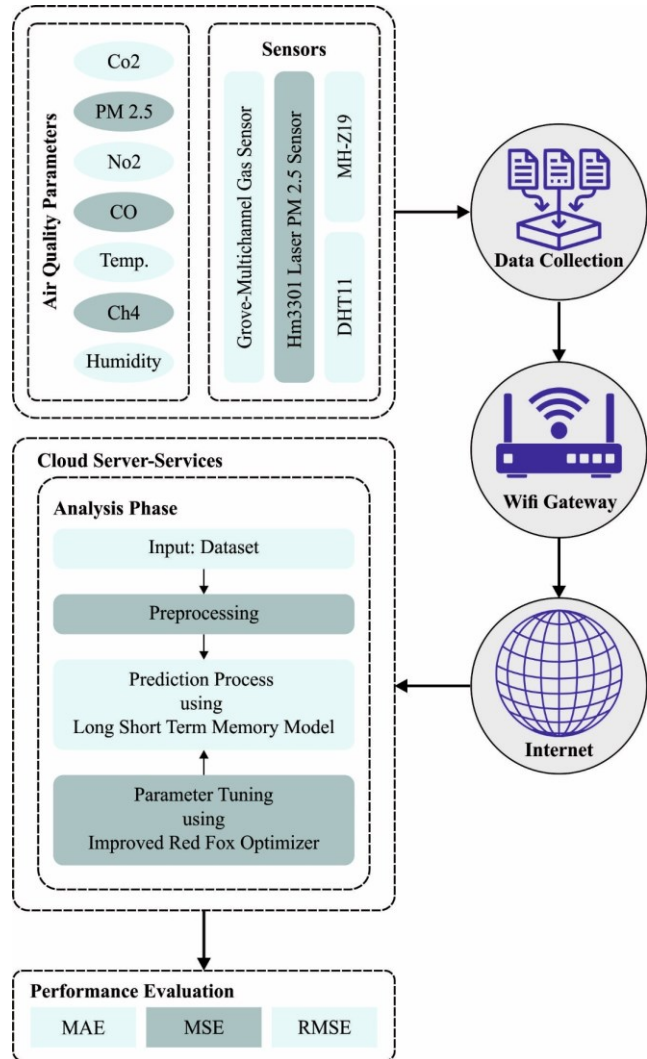 Air Quality Parameters
Co2
PM 2.5
No2
CO
Temp.
Ch4
Humidity
Sensors
Grove-Multichannel Gas Sensor
Hm3301 Laser PM 2.5 Sensor
MH-Z19
DHT11
Data Collection
Wifi Gateway
Internet
Cloud Server-Services
Analysis Phase
Input: Dataset
Preprocessing
Prediction Process
using
Long Short Term Memory Model
Parameter Tuning
using
Improved Red Fox Optimizer
Performance Evaluation
MAE
MSE
RMSE